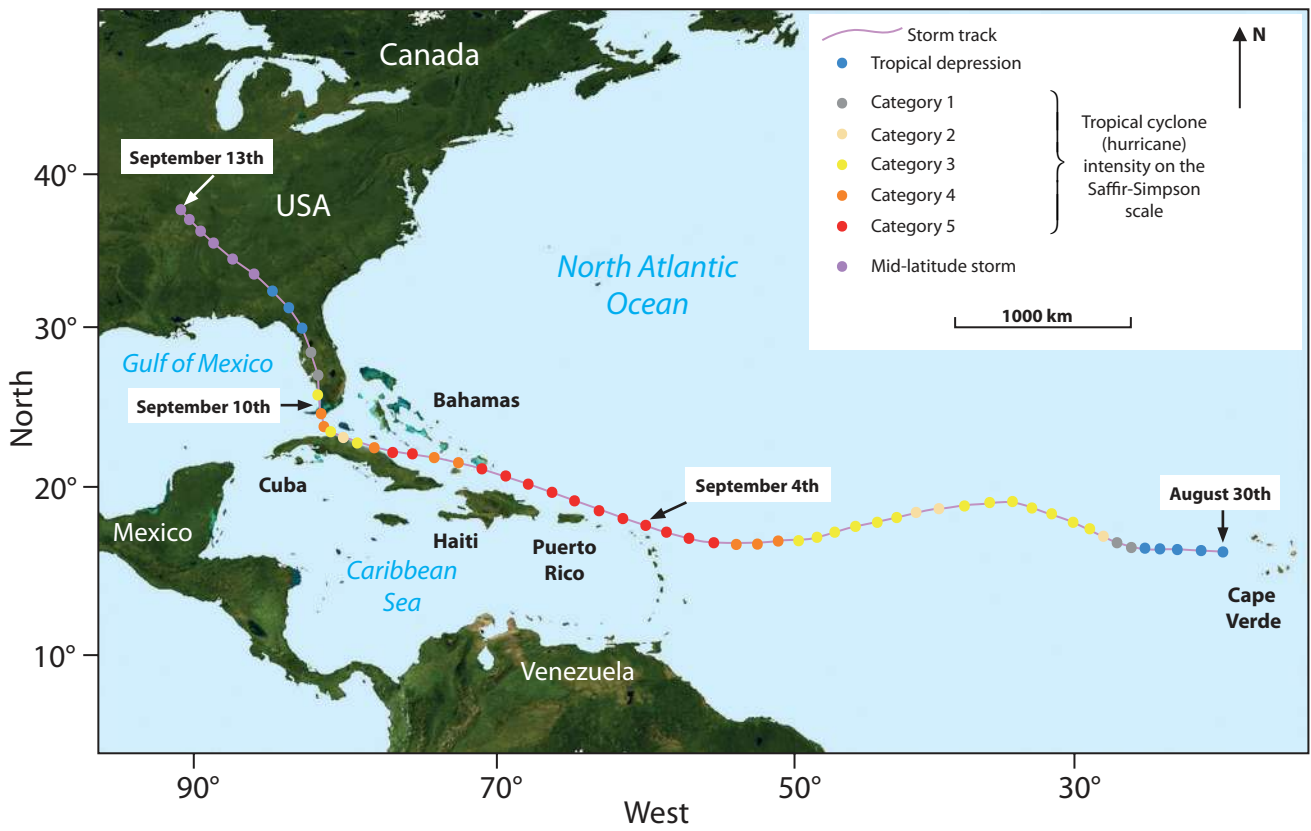 Canada
Storm track
N
Tropical depression
Category 1
Category 2
Category 3
Category 4
Category 5
Tropical cyclone
(hurricane)
intensity on the
Saffir-Simpson
scale
Mid-latitude storm
1000 km
September 13th
40°
USA
North Atlantic
Ocean
30°
Gulf of Mexico
September 10th
Bahamas
North
20°
Cuba
September 4th
August 30th
Mexico
Haiti
Puerto
Rico
Caribbean
Sea
Cape
Verde
10°
Venezuela
90°
70°
50°
30°
West